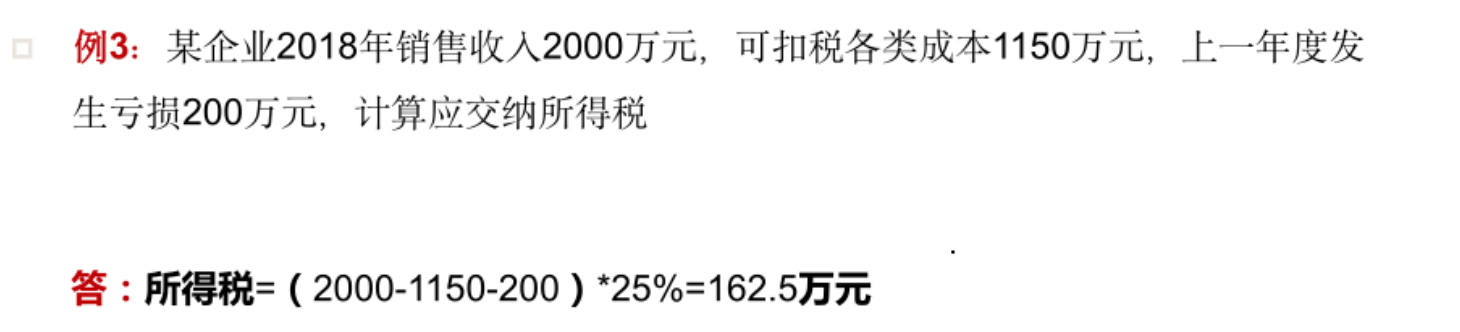 例3：某企业2018年销售收入2000万元，可扣税各类成本1150万元，上一年度发
生亏损200万元，计算应交纳所得税
答：所得税=（2000-1150-200）*25%=162.5万元